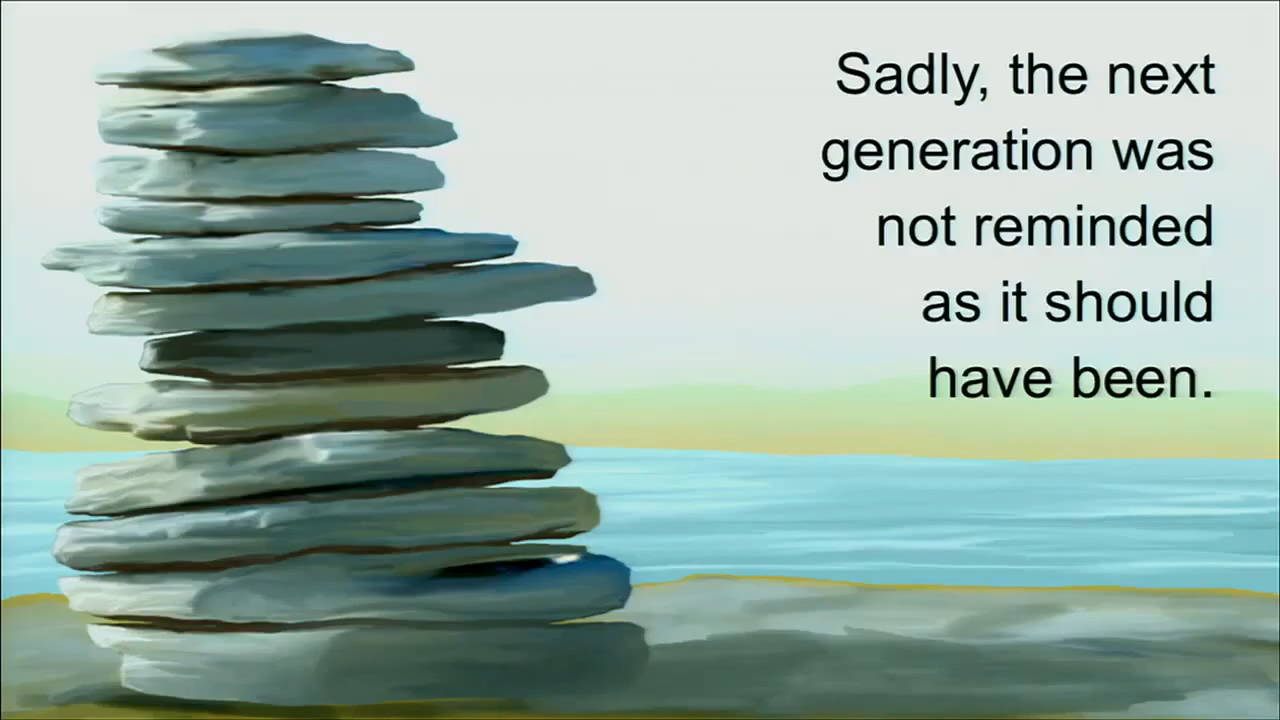 Sadly, the next
generation was
not reminded
as it should
have been.